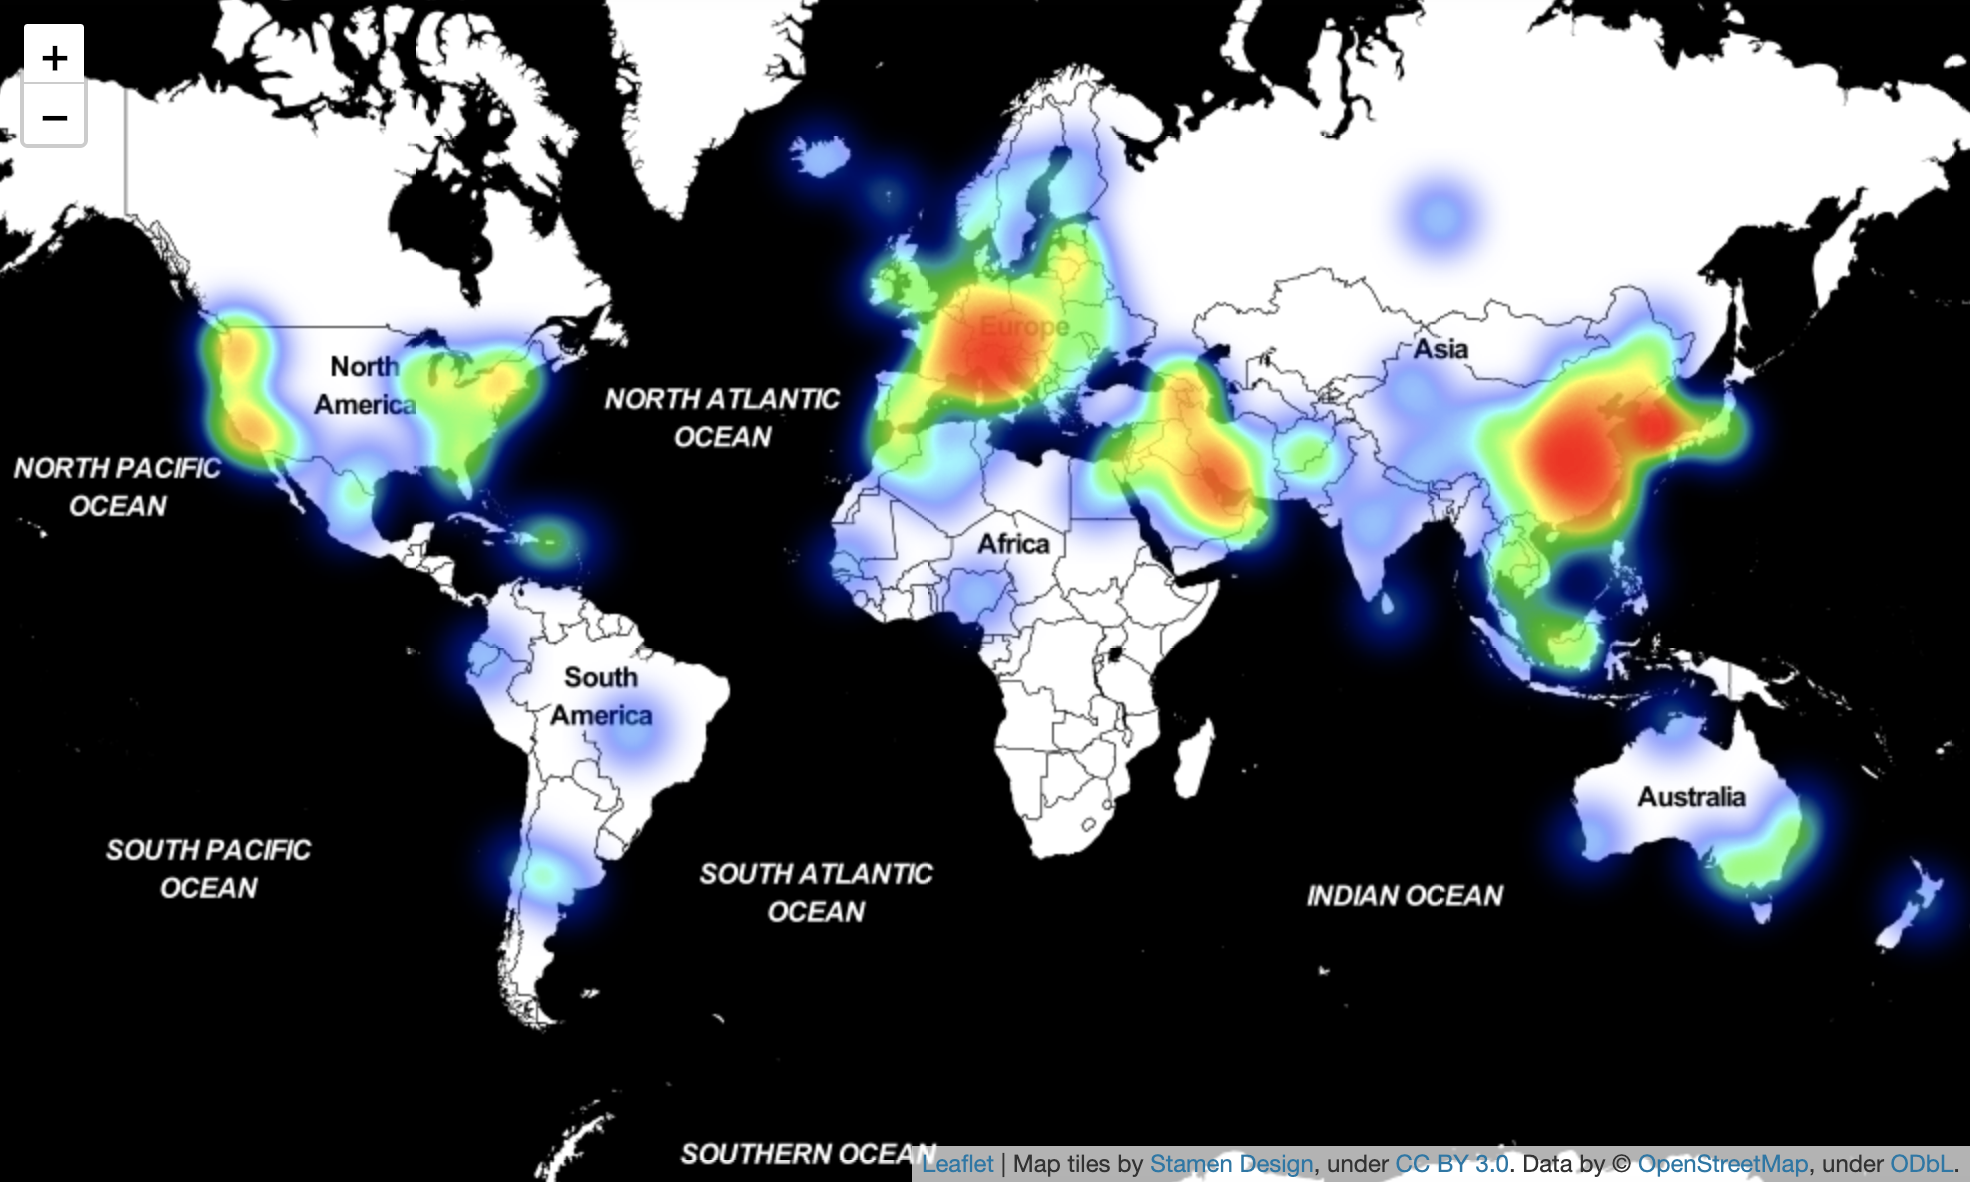 +
−
Europe
North
America
Asia
NORTH ATLANTIC
OCEAN
NORTH PACIFIC
OCEAN
Africa
South
America
Australia
SOUTH PACIFIC
OCEAN
SOUTH ATLANTIC
OCEAN
INDIAN OCEAN
SOUTHERN OCEAN
Leaflet | Map tiles by Stamen Design, under CC BY 3.0. Data by © OpenStreetMap, under ODbL.